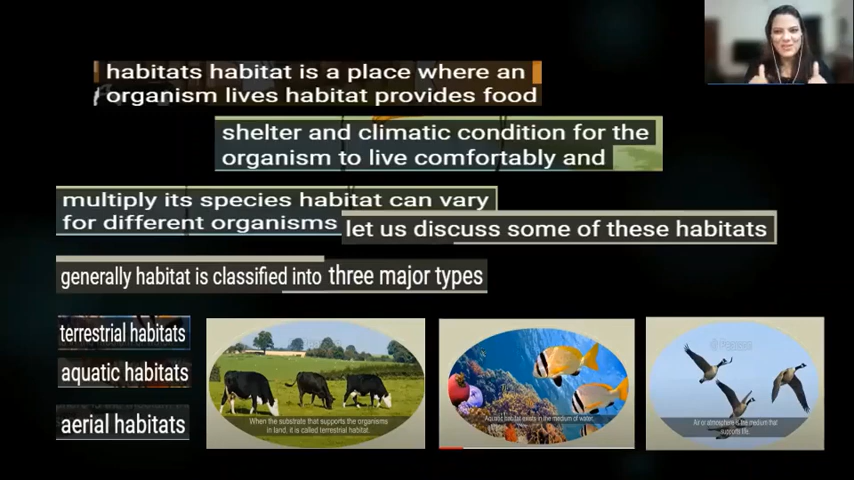 habitats habitat is a place where an
organism lives habitat provides food
shelter and climatic condition for the
organism to live comfortably and
multiply its species habitat can vary
for different organisms
let us discuss some of these habitats
generally habitat is classified into three major types
terrestrial habitats
aquatic habitats
aerial habitats
When the substrate that supports the organisms
in land, it is called terrestrial habitat.
Aquatic habitat exists in the medium of water.
Air or atmosphere is the medium that
supports life.
Pearson